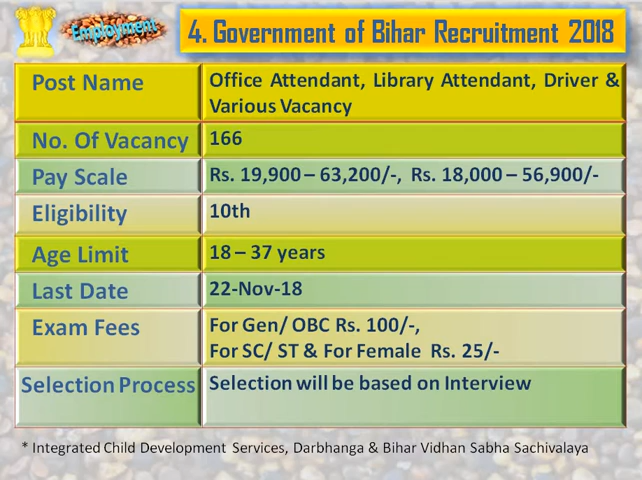 Employment
4. Government of Bihar Recruitment 2018
Post Name
Office Attendant, Library Attendant, Driver &
Various Vacancy
No. Of Vacancy
166
Pay Scale
Rs. 19,900 – 63,200/-, Rs. 18,000 – 56,900/-
Eligibility
10th
Age Limit
18 – 37 years
Last Date
22-Nov-18
Exam Fees
For Gen/ OBC Rs. 100/-,
For SC/ ST & For Female Rs. 25/-
Selection Process
Selection will be based on Interview
* Integrated Child Development Services, Darbhanga & Bihar Vidhan Sabha Sachivalaya